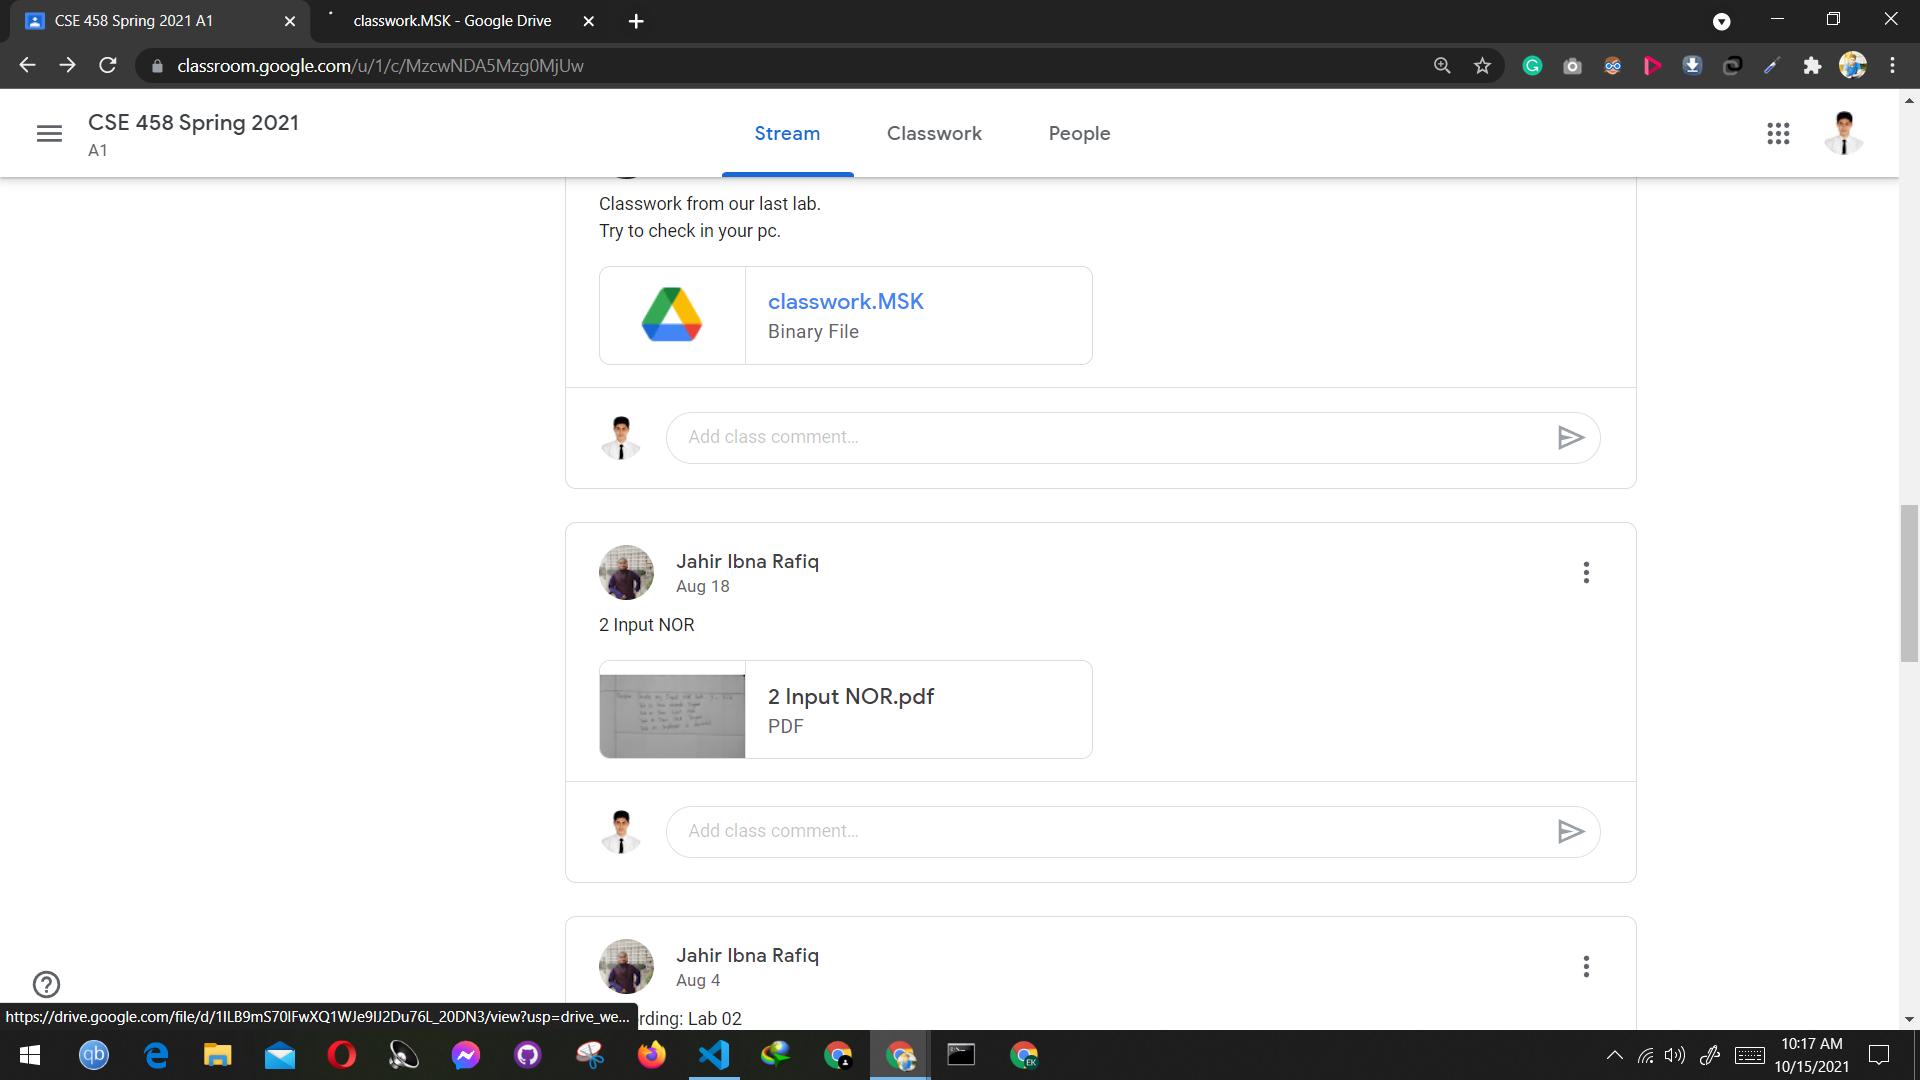 CSE 458 Spring 2021 A1
classwork.MSK - Google Drive
classroom.google.com/u/1/c/MzcwNDA5Mzg0MjUw
CSE 458 Spring 2021
A1
Stream
Classwork
People
Classwork from our last lab.
Try to check in your pc.
classwork.MSK
Binary File
Add class comment...
Jahir Ibna Rafiq
Aug 18
2 Input NOR
2 Input NOR.pdf
PDF
Add class comment...
Jahir Ibna Rafiq
Aug 4
rding: Lab 02
https://drive.google.com/file/d/1ILB9mS70lFwXQ1WJe9IJ2Du76L_20DN3/view?usp=drive_we...
qb
EK
10:17 AM
10/15/2021